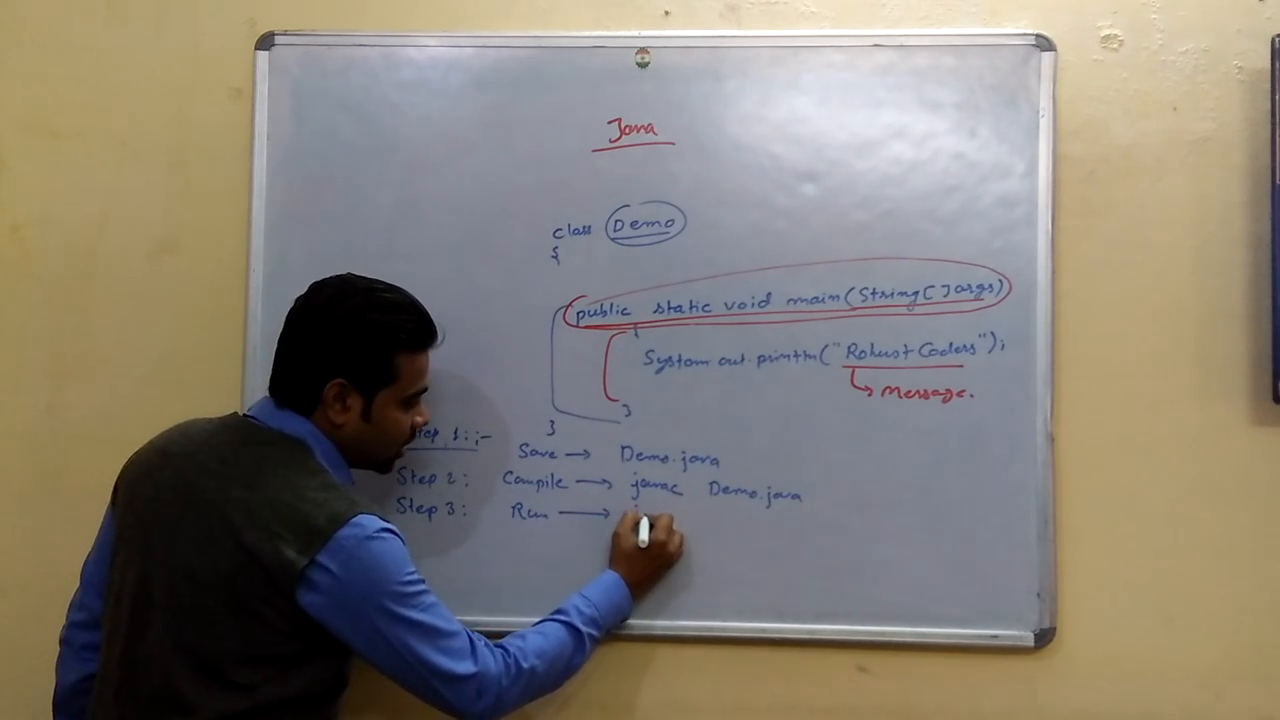 Java
class Demo
{
public static void main(String[] args)
{
System.out.println("Robust Coders");
Message.
}
}
Step 1:;-
Save → Demo.java
Step 2: Compile → javac Demo.java
Step 3: Run →